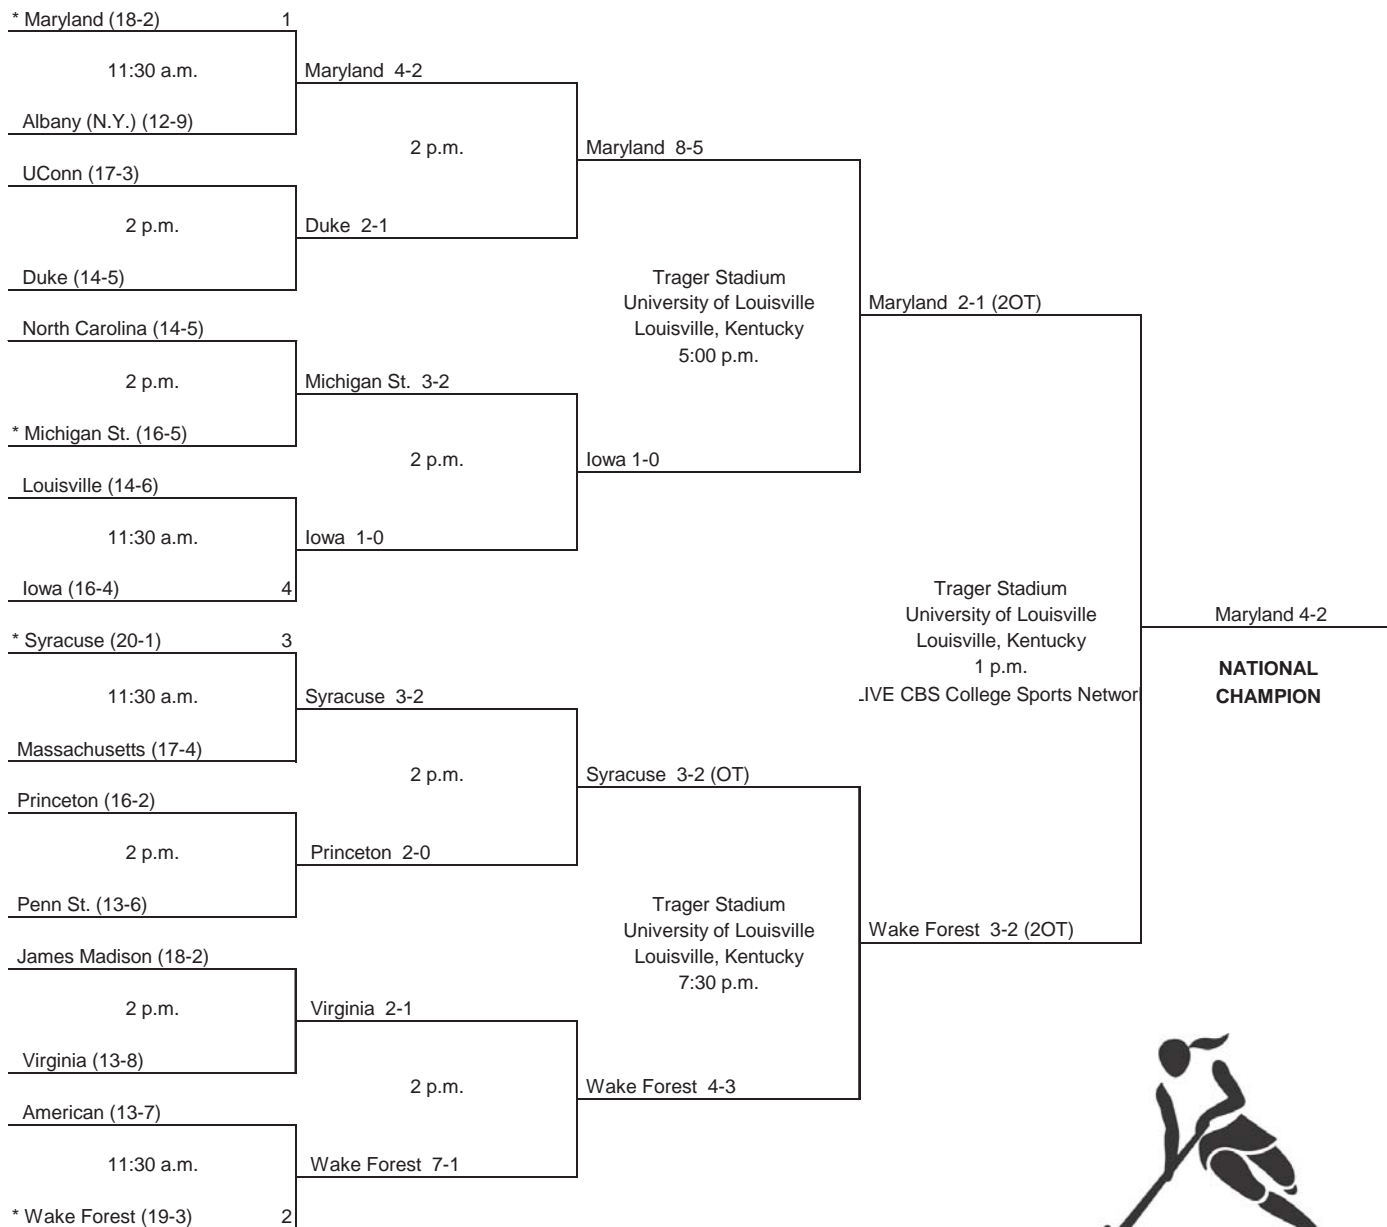 * Maryland (18-2) 1
11:30 a.m.
Albany (N.Y.) (12-9)
UConn (17-3)
2 p.m.
Duke (14-5)
North Carolina (14-5)
2 p.m.
* Michigan St. (16-5)
Louisville (14-6)
11:30 a.m.
Iowa (16-4) 4
* Syracuse (20-1) 3
11:30 a.m.
Massachusetts (17-4)
Princeton (16-2)
2 p.m.
Penn St. (13-6)
James Madison (18-2)
2 p.m.
Virginia (13-8)
American (13-7)
11:30 a.m.
* Wake Forest (19-3) 2
Maryland 4-2
2 p.m.
Duke 2-1
Michigan St. 3-2
2 p.m.
Iowa 1-0
Syracuse 3-2
2 p.m.
Princeton 2-0
Virginia 2-1
2 p.m.
Wake Forest 7-1
Maryland 8-5
Trager Stadium
University of Louisville
Louisville, Kentucky
5:00 p.m.
Iowa 1-0
Syracuse 3-2 (OT)
Trager Stadium
University of Louisville
Louisville, Kentucky
7:30 p.m.
Wake Forest 4-3
Maryland 2-1 (2OT)
Trager Stadium
University of Louisville
Louisville, Kentucky
1 p.m.
LIVE CBS College Sports Network
Wake Forest 3-2 (2OT)
Maryland 4-2
NATIONAL
CHAMPION